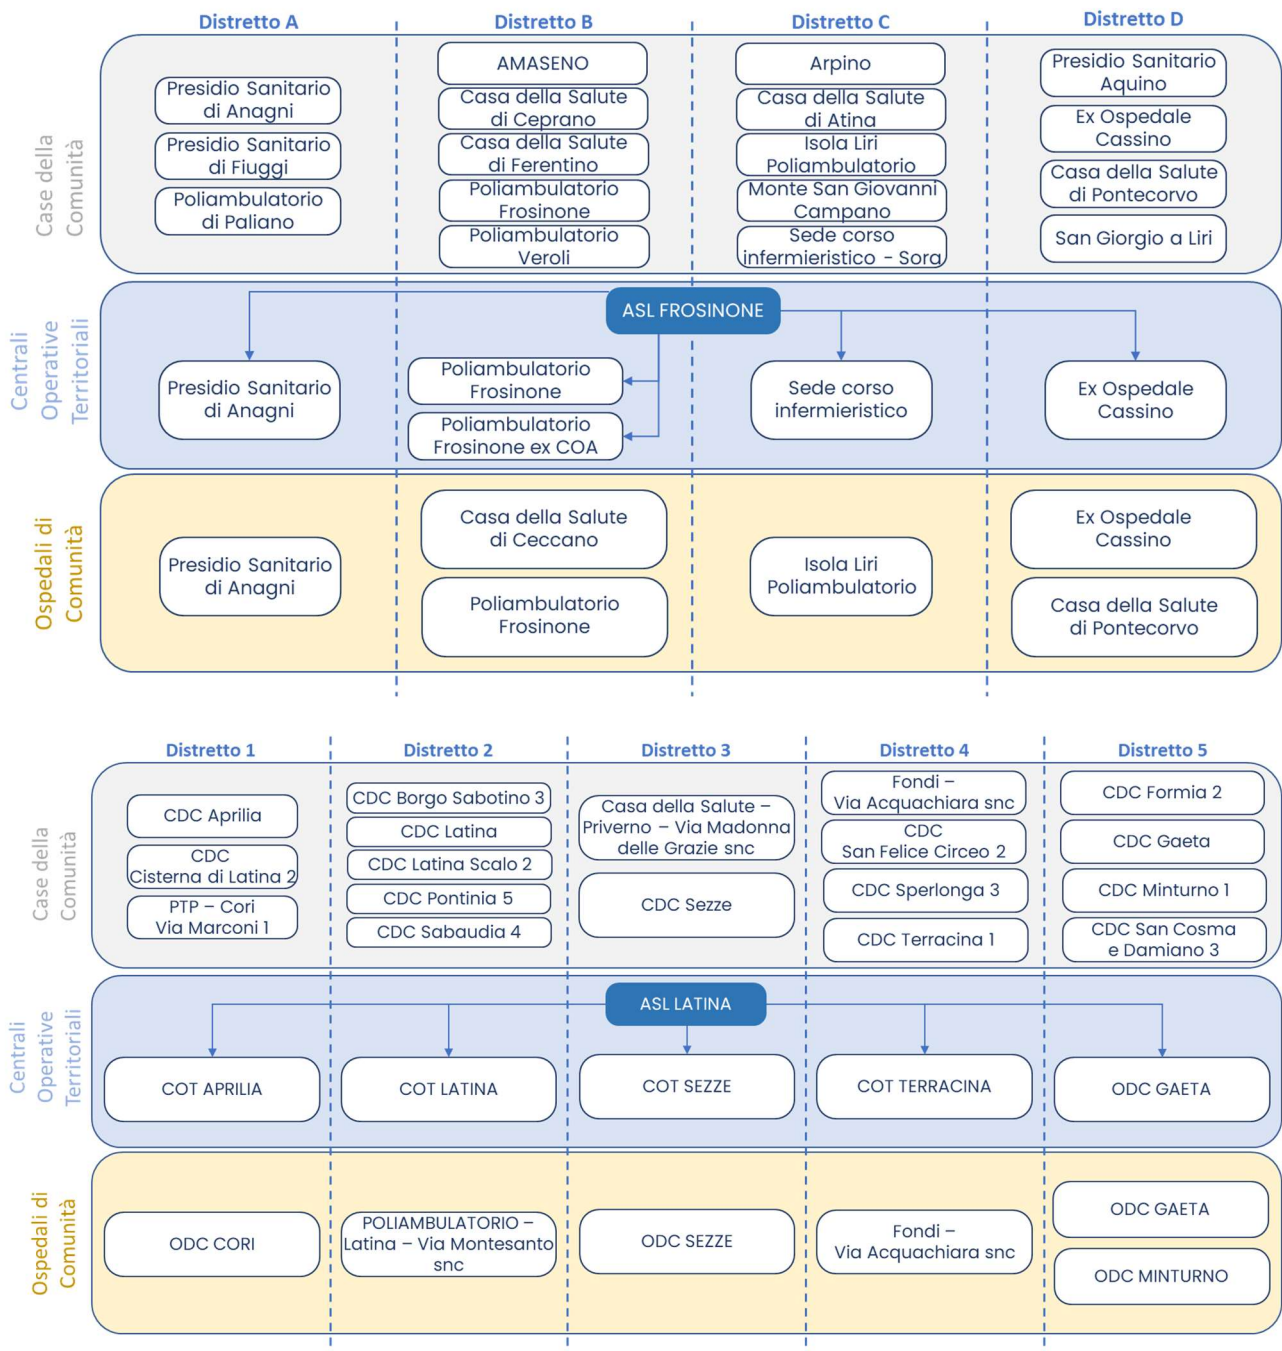 Distretto A
Distretto B
Distretto C
Distretto D
Case della
Comunità
Presidio Sanitario
di Anagni
Presidio Sanitario
di Fiuggi
Poliambulatorio
di Paliano
AMASENO
Casa della Salute
di Ceprano
Casa della Salute
di Ferentino
Poliambulatorio
Frosinone
Poliambulatorio
Veroli
Arpino
Casa della Salute
di Atina
Isola Liri
Poliambulatorio
Monte San Giovanni
Campano
Sede corso
infermieristico - Sora
Presidio Sanitario
Aquino
Ex Ospedale
Cassino
Casa della Salute
di Pontecorvo
San Giorgio a Liri
Centrali
Operative
Territoriali
ASL FROSINONE
Presidio Sanitario
di Anagni
Poliambulatorio
Frosinone
Poliambulatorio
Frosinone ex COA
Sede corso
infermieristico
Ex Ospedale
Cassino
Ospedali di
Comunità
Presidio Sanitario
di Anagni
Casa della Salute
di Ceccano
Poliambulatorio
Frosinone
Isola Liri
Poliambulatorio
Ex Ospedale
Cassino
Casa della Salute
di Pontecorvo
Distretto 1
Distretto 2
Distretto 3
Distretto 4
Distretto 5
Case della
Comunità
CDC Aprilia
CDC
Cisterna di Latina 2
PTP – Cori
Via Marconi 1
CDC Borgo Sabotino 3
CDC Latina
CDC Latina Scalo 2
CDC Pontinia 5
CDC Sabaudia 4
Casa della Salute –
Priverno – Via Madonna
delle Grazie snc
CDC Sezze
Fondi –
Via Acquachiara snc
CDC
San Felice Circeo 2
CDC Sperlonga 3
CDC Terracina 1
CDC Formia 2
CDC Gaeta
CDC Minturno 1
CDC San Cosma
e Damiano 3
Centrali
Operative
Territoriali
ASL LATINA
COT APRILIA
COT LATINA
COT SEZZE
COT TERRACINA
ODC GAETA
Ospedali di
Comunità
ODC CORI
POLIAMBULATORIO –
Latina – Via Montesanto
snc
ODC SEZZE
Fondi –
Via Acquachiara snc
ODC GAETA
ODC MINTURNO